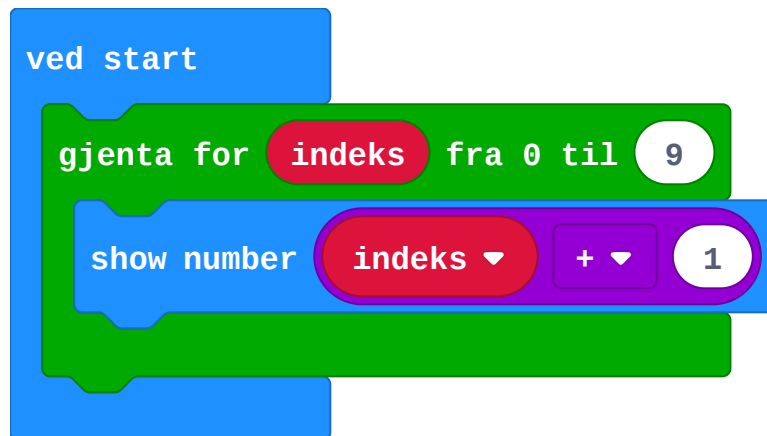 ved start
gjenta for indeks fra 0 til 9
show number indeks + 1